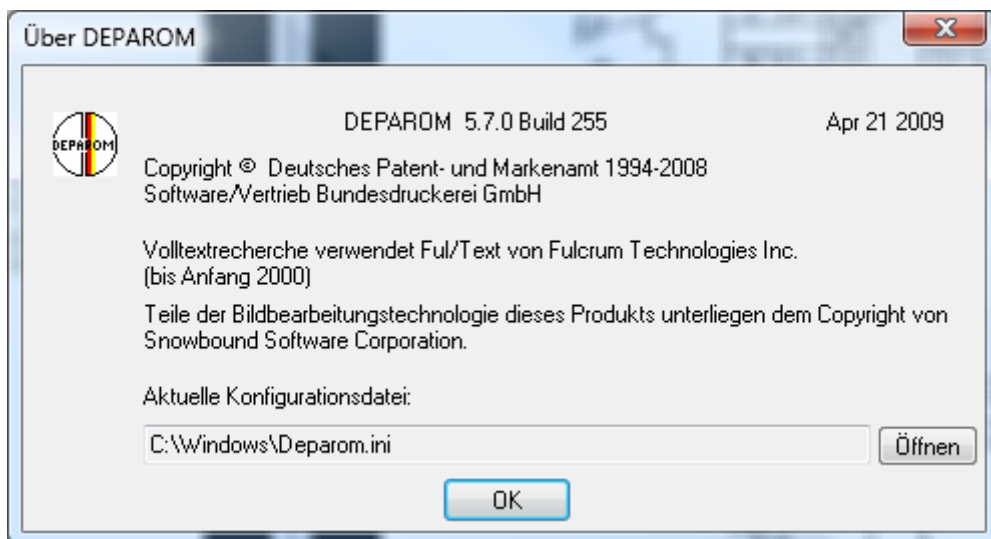 Über DEPAROM
DEPAROM
DEPAROM 5.7.0 Build 255 Apr 21 2009
Copyright © Deutsches Patent- und Markenamt 1994-2008
Software/Vertrieb Bundesdruckerei GmbH
Volltextrecherche verwendet Ful/Text von Fulcrum Technologies Inc.
(bis Anfang 2000)
Teile der Bildbearbeitungstechnologie dieses Produkts unterliegen dem Copyright von
Snowbound Software Corporation.
Aktuelle Konfigurationsdatei:
C:\Windows\Deparom.ini Öffnen
OK